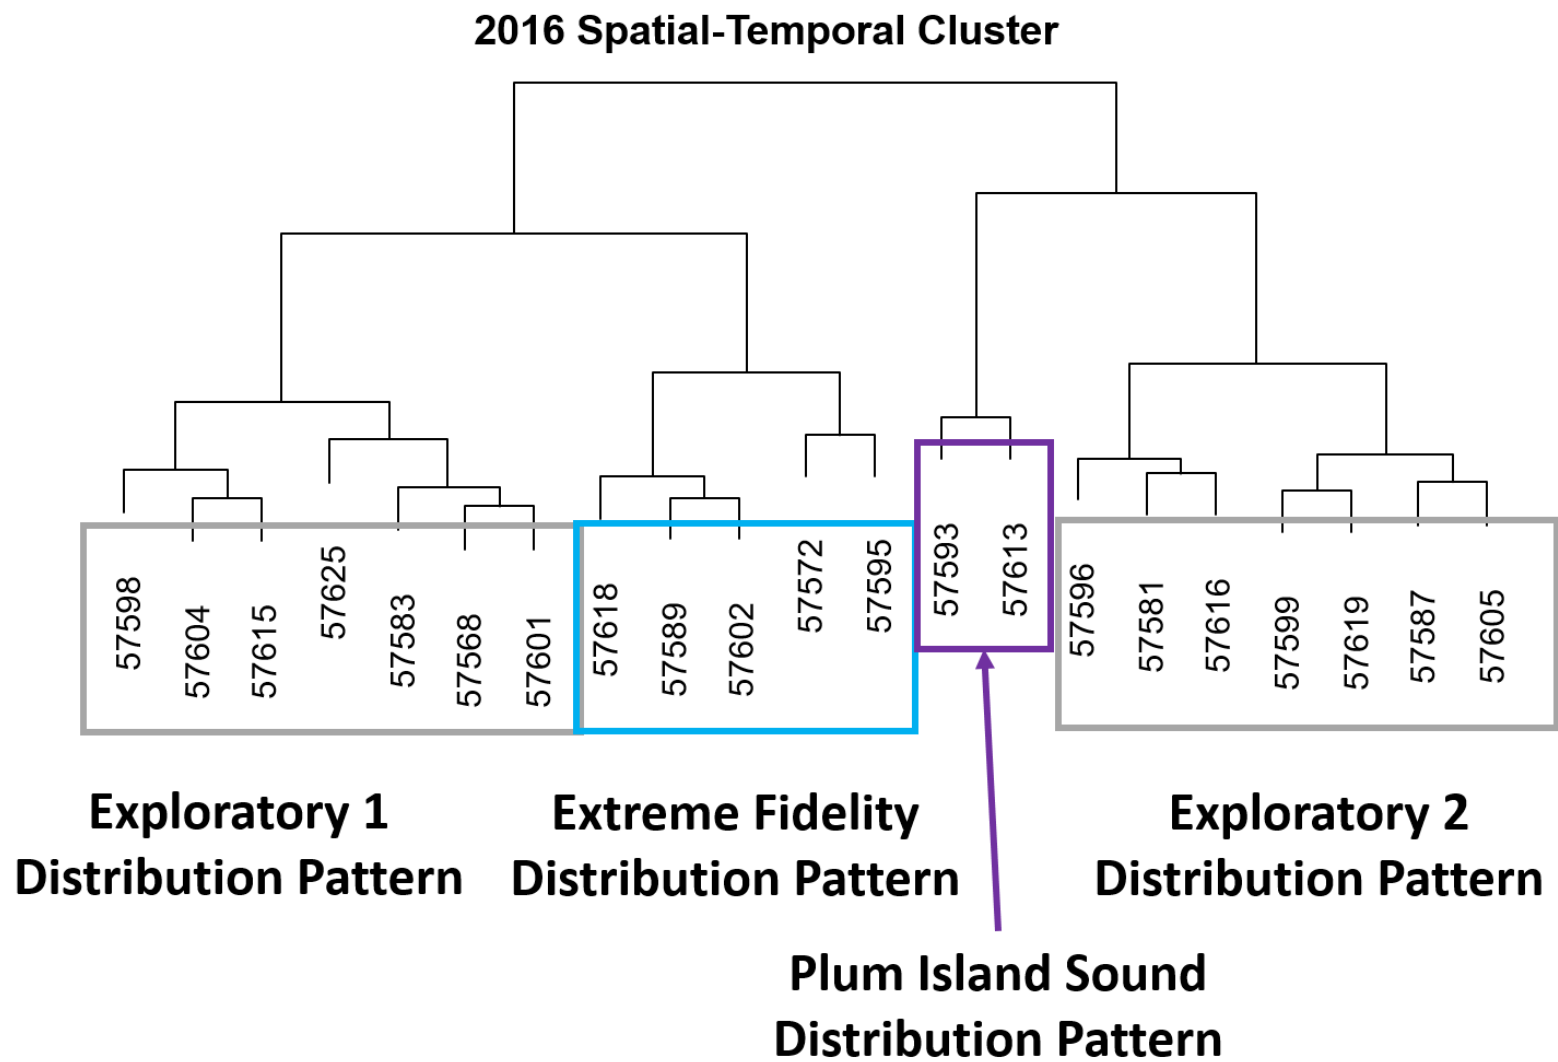 2016 Spatial-Temporal Cluster
57598
57604
57615
57625
57583
57568
57601
57618
57589
57602
57572
57595
57593
57613
57596
57581
57616
57599
57619
57587
57605
Exploratory 1
Distribution Pattern
Extreme Fidelity
Distribution Pattern
Exploratory 2
Distribution Pattern
Plum Island Sound
Distribution Pattern